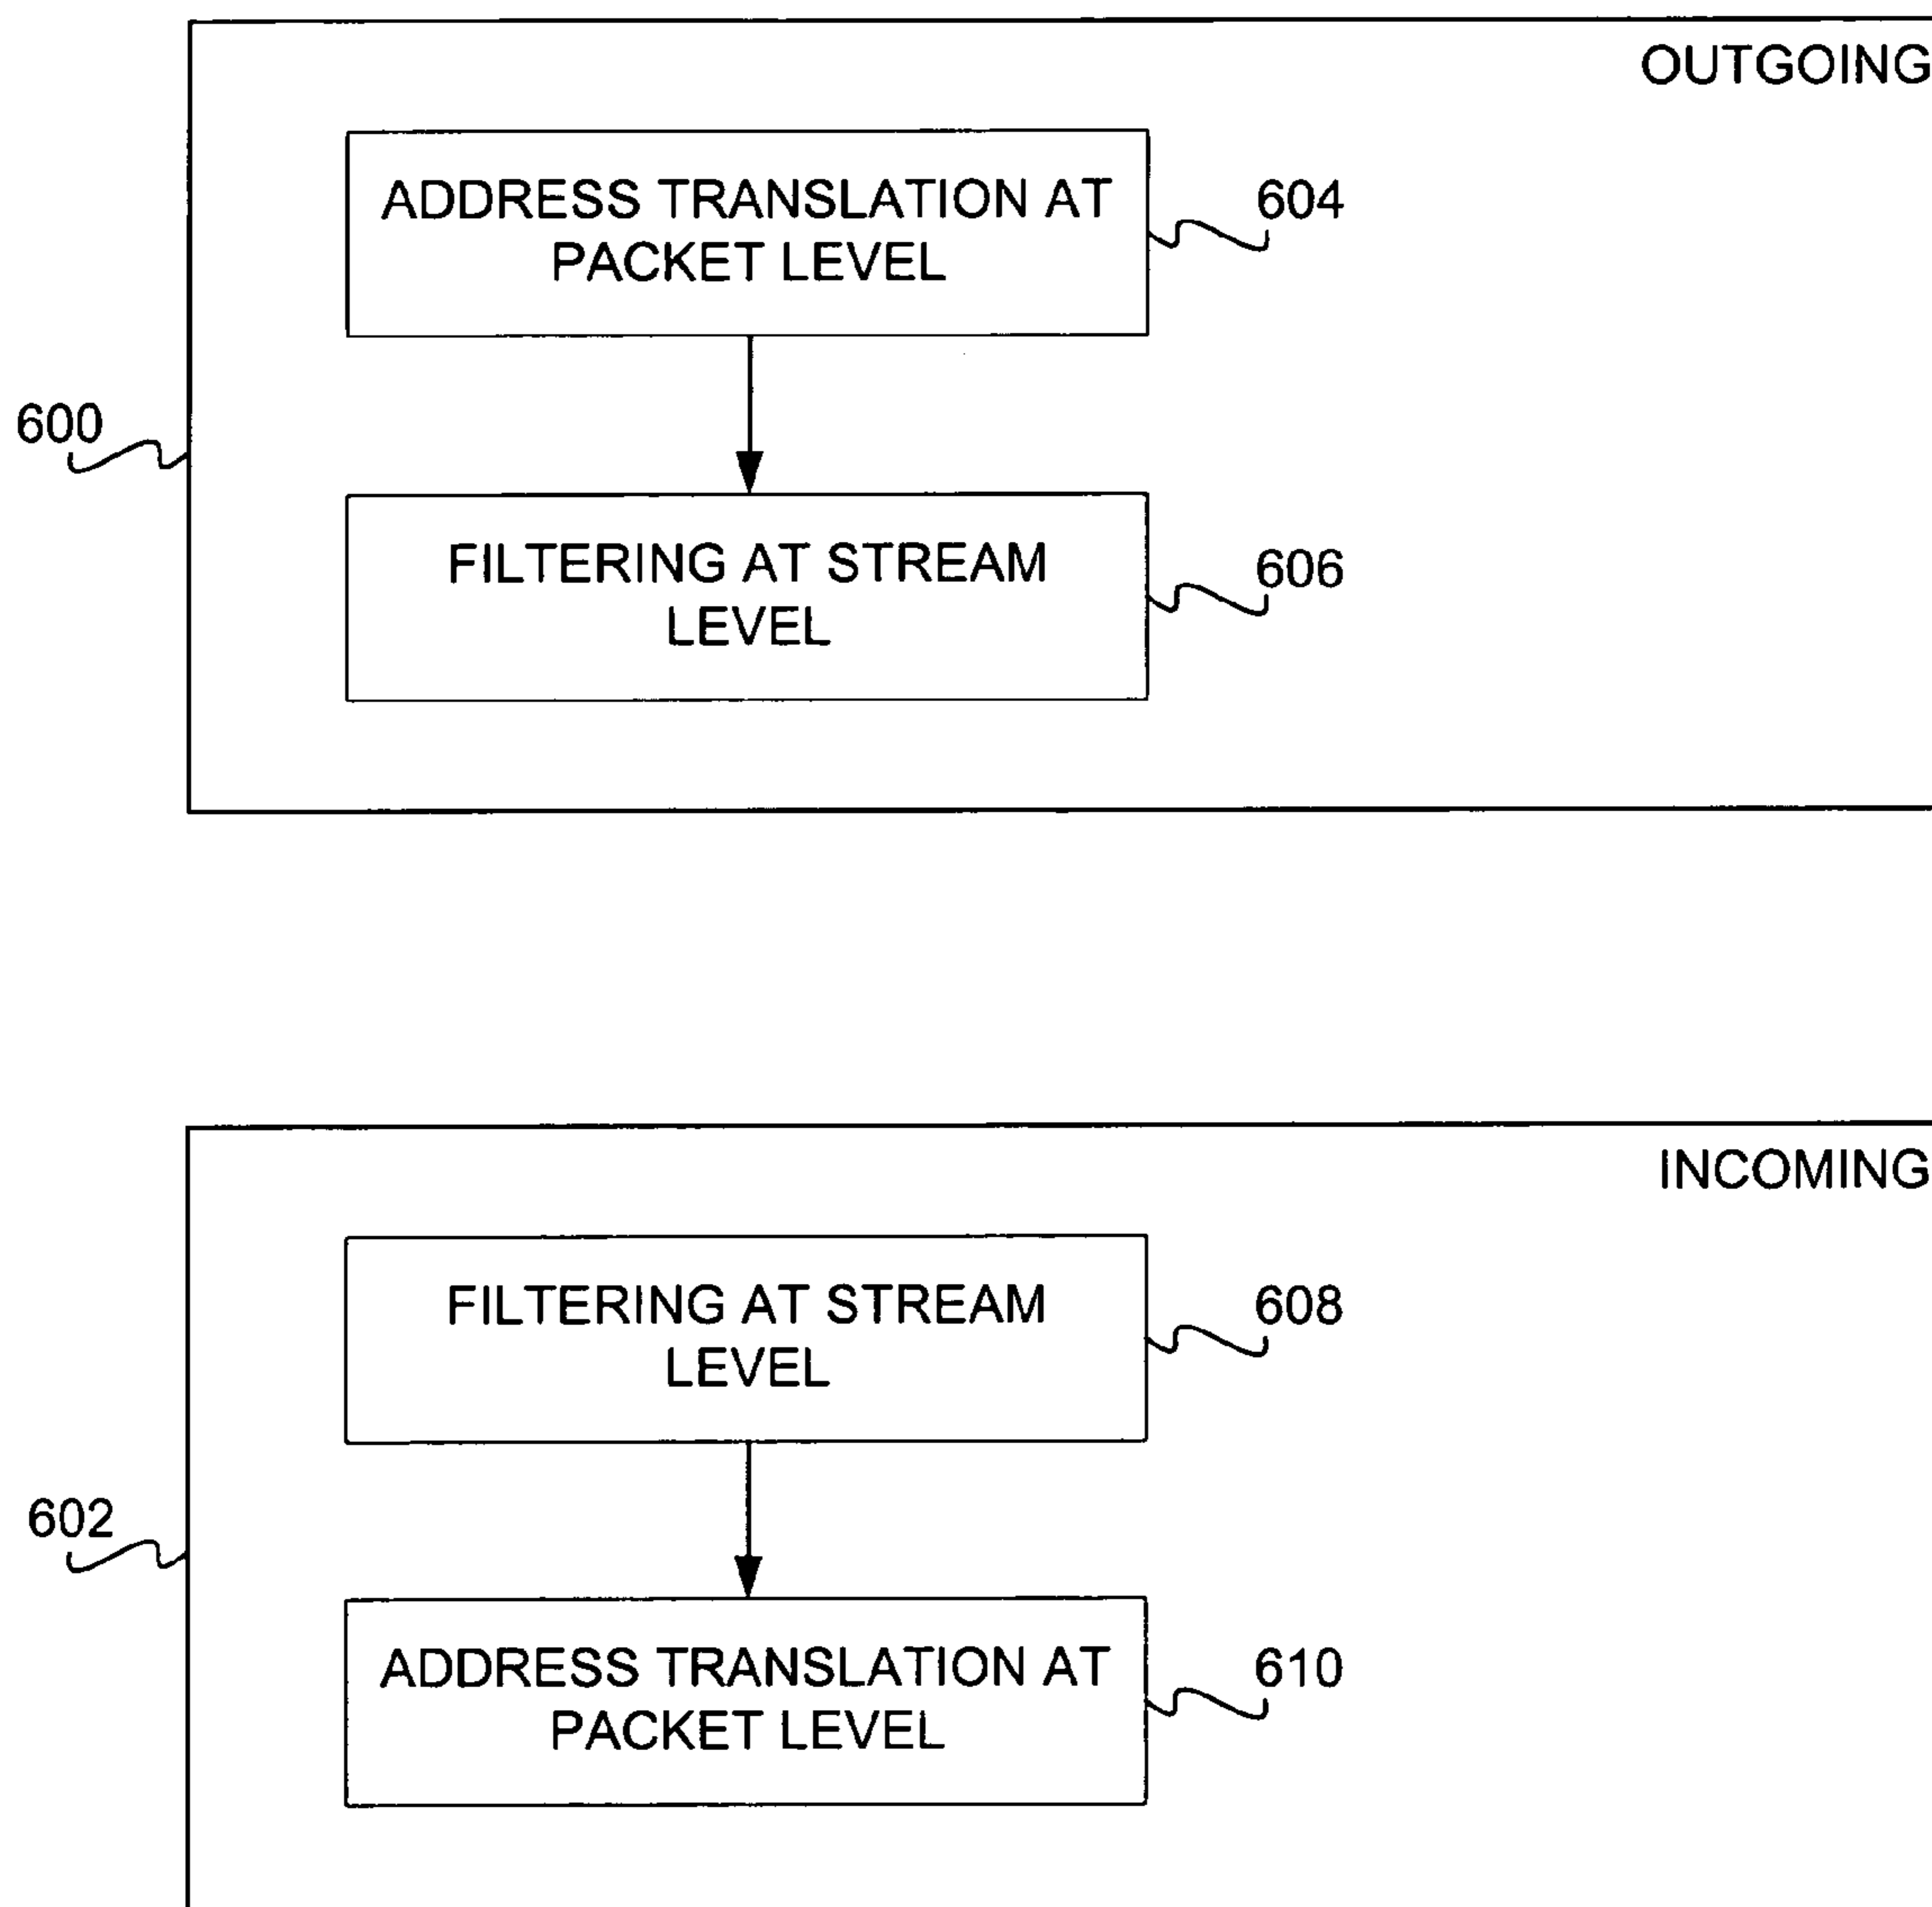 OUTGOING
ADDRESS TRANSLATION AT
PACKET LEVEL
604
600
FILTERING AT STREAM
LEVEL
606
INCOMING
FILTERING AT STREAM
LEVEL
608
602
ADDRESS TRANSLATION AT
PACKET LEVEL
610